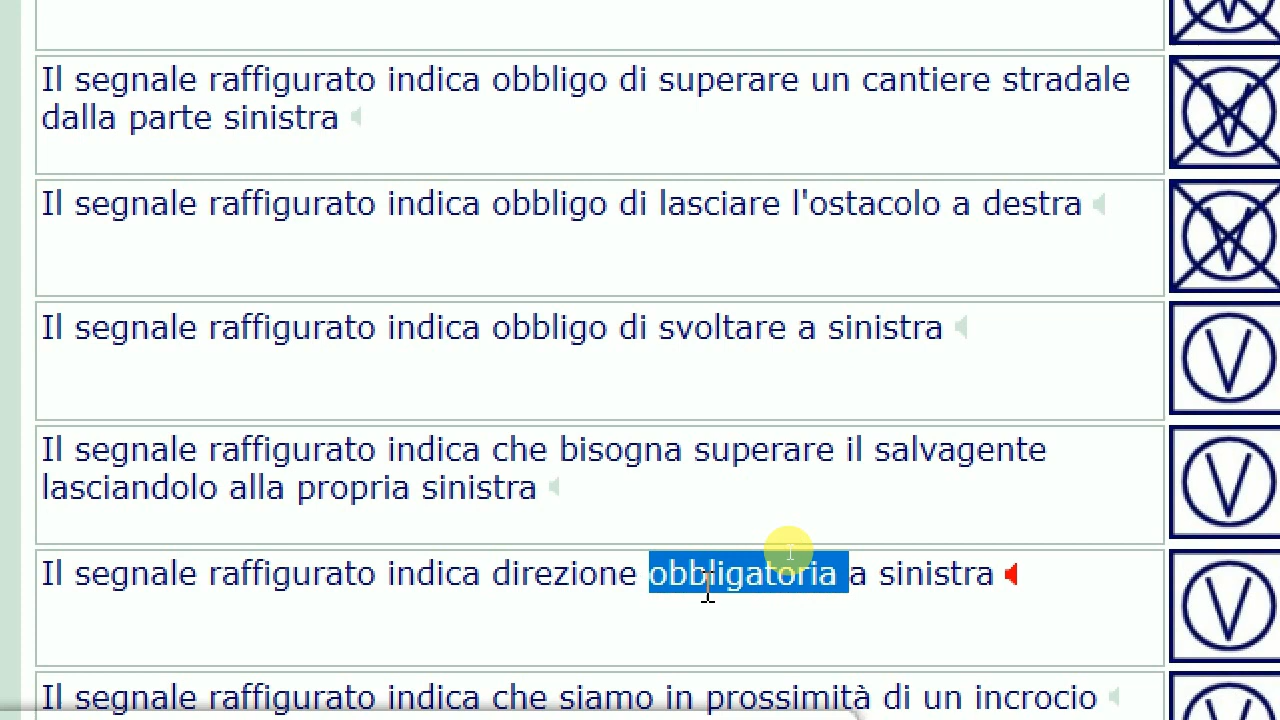 Il segnale raffigurato indica obbligo di superare un cantiere stradale
dalla parte sinistra
Il segnale raffigurato indica obbligo di lasciare l'ostacolo a destra
Il segnale raffigurato indica obbligo di svoltare a sinistra
V
Il segnale raffigurato indica che bisogna superare il salvagente
lasciandolo alla propria sinistra
V
Il segnale raffigurato indica direzione obbligatoria a sinistra
V
Il segnale raffigurato indica che siamo in prossimità di un incrocio